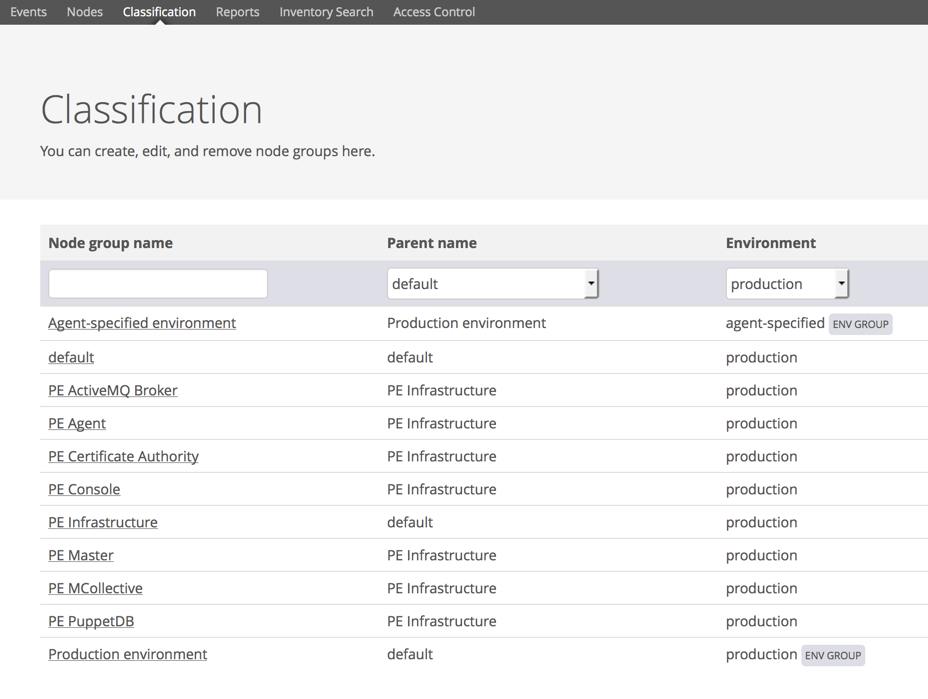 Events Nodes Classification Reports Inventory Search Access Control
Classification
You can create, edit, and remove node groups here.
Node group name Parent name Environment
default production
Agent-specified environment Production environment agent-specified ENV GROUP
default default production
PE ActiveMQ Broker PE Infrastructure production
PE Agent PE Infrastructure production
PE Certificate Authority PE Infrastructure production
PE Console PE Infrastructure production
PE Infrastructure default production
PE Master PE Infrastructure production
PE MCollective PE Infrastructure production
PE PuppetDB PE Infrastructure production
Production environment default production ENV GROUP